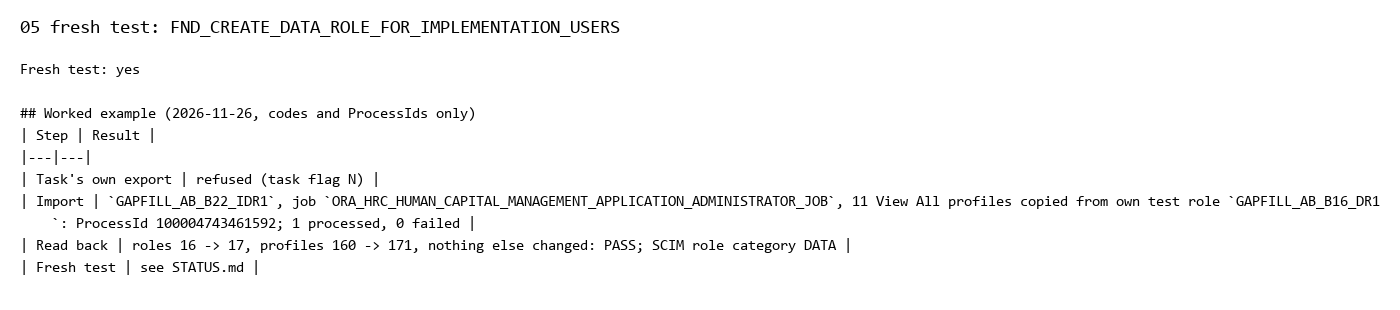 05 fresh test: FND_CREATE_DATA_ROLE_FOR_IMPLEMENTATION_USERS
Fresh test: yes
## Worked example (2026-11-26, codes and ProcessIds only)
| Step | Result |
|---|---|
| Task's own export | refused (task flag N) |
| Import | `GAPFILL_AB_B22_IDR1`, job `ORA_HRC_HUMAN_CAPITAL_MANAGEMENT_APPLICATION_ADMINISTRATOR_JOB`, 11 View All profiles copied from own test role `GAPFILL_AB_B16_DR1
`: ProcessId 100004743461592; 1 processed, 0 failed |
| Read back | roles 16 -> 17, profiles 160 -> 171, nothing else changed: PASS; SCIM role category DATA |
| Fresh test | see STATUS.md |